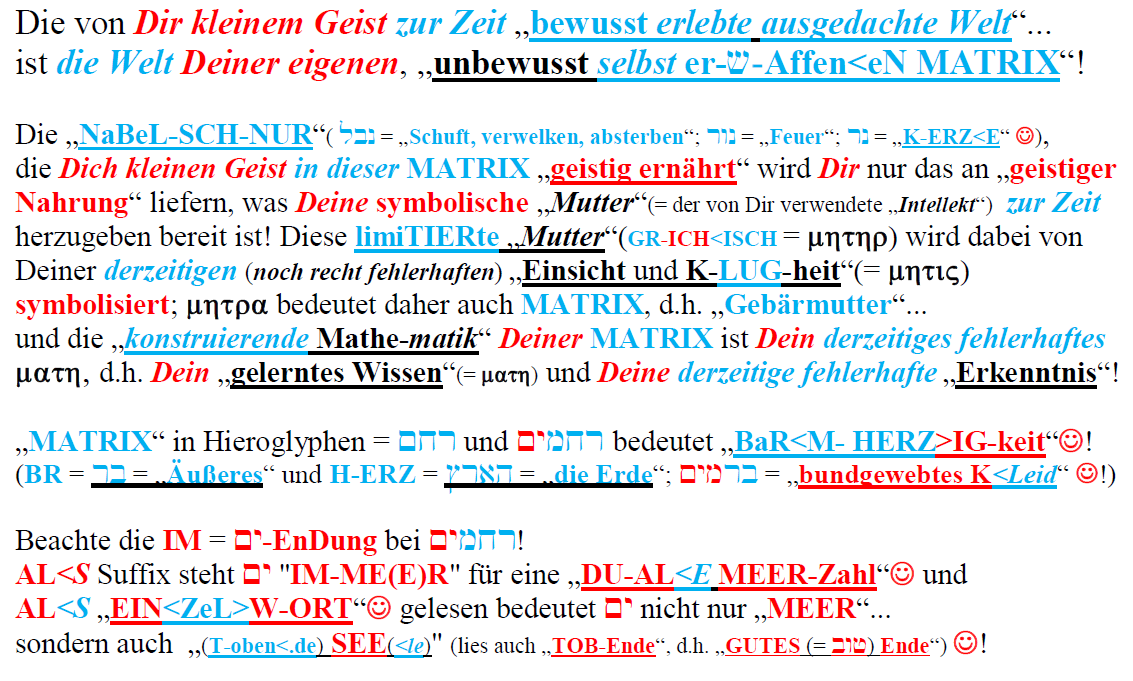 Die von Dir kleinem Geist zur Zeit „bewusst erlebte ausgedachte Welt“...
ist die Welt Deiner eigenen, „unbewusst selbst er-ש-Affen<eN MATRIX“!
Die „NaBeL-SCH-NUR“( נבל = „Schuft, verwelken, absterben“; נור = „Feuer“; נר = „K-ERZ<E“ ☺),
die Dich kleinen Geist in dieser MATRIX „geistig ernährt“ wird Dir nur das an „geistiger
Nahrung“ liefern, was Deine symbolische „Mutter“(= der von Dir verwendete „Intellekt“) zur Zeit
herzugeben bereit ist! Diese limiTIERte „Mutter“(GR-ICH<ISCH = μητηρ) wird dabei von
Deiner derzeitigen (noch recht fehlerhaften) „Einsicht und K-LUG-heit“(= μητις)
symbolisiert; μητρα bedeutet daher auch MATRIX, d.h. „Gebärmutter“...
und die „konstruierende Mathe-matik“ Deiner MATRIX ist Dein derzeitiges fehlerhaftes
ματη, d.h. Dein „gelerntes Wissen“(= ματη) und Deine derzeitige fehlerhafte „Erkenntnis“!
„MATRIX“ in Hieroglyphen = רחם und רחמים bedeutet „BaR<M- HERZ>IG-keit“☺!
(BR = בר = „Äußeres“ und H-ERZ = הארץ = „die Erde“; ברמים = „bundgewebtes K<Leid“ ☺!)
Beachte die IM = ים-EnDung bei רחמים!
AL<S Suffix steht ים "IM-ME(E)R" für eine „DU-AL<E MEER-Zahl“☺ und
AL<S „EIN<ZeL>W-ORT“☺ gelesen bedeutet ים nicht nur „MEER“...
sondern auch „(T-oben<.de) SEE(<le)" (lies auch „TOB-Ende“, d.h. „GUTES (= טוב) Ende“) ☺!